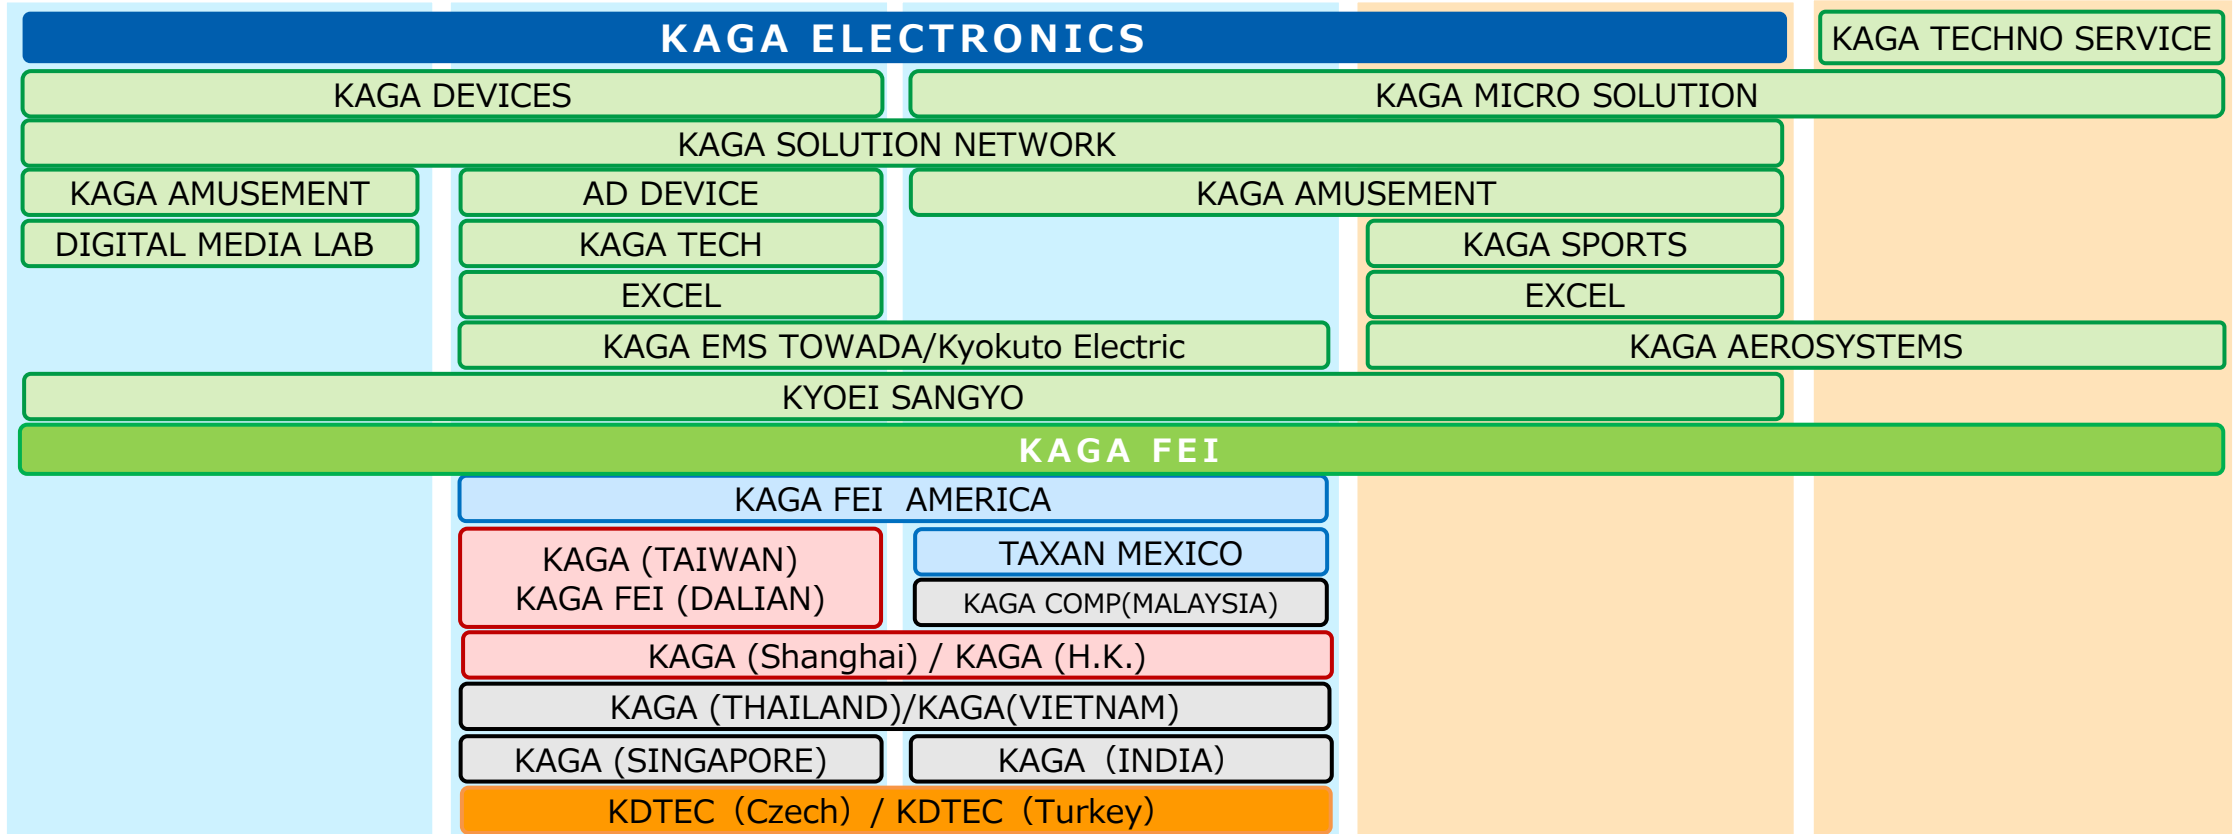 KAGA ELECTRONICS
KAGA TECHNO SERVICE
KAGA DEVICES
KAGA MICRO SOLUTION
KAGA SOLUTION NETWORK
KAGA AMUSEMENT
AD DEVICE
KAGA AMUSEMENT
DIGITAL MEDIA LAB
KAGA TECH
KAGA SPORTS
EXCEL
EXCEL
KAGA EMS TOWADA/Kyokuto Electric
KAGA AEROSYSTEMS
KYOEI SANGYO
KAGA FEI
KAGA FEI AMERICA
KAGA (TAIWAN)
KAGA FEI (DALIAN)
TAXAN MEXICO
KAGA COMP(MALAYSIA)
KAGA (Shanghai) / KAGA (H.K.)
KAGA (THAILAND)/KAGA(VIETNAM)
KAGA (SINGAPORE)
KAGA（INDIA）
KDTEC（Czech）/ KDTEC（Turkey）